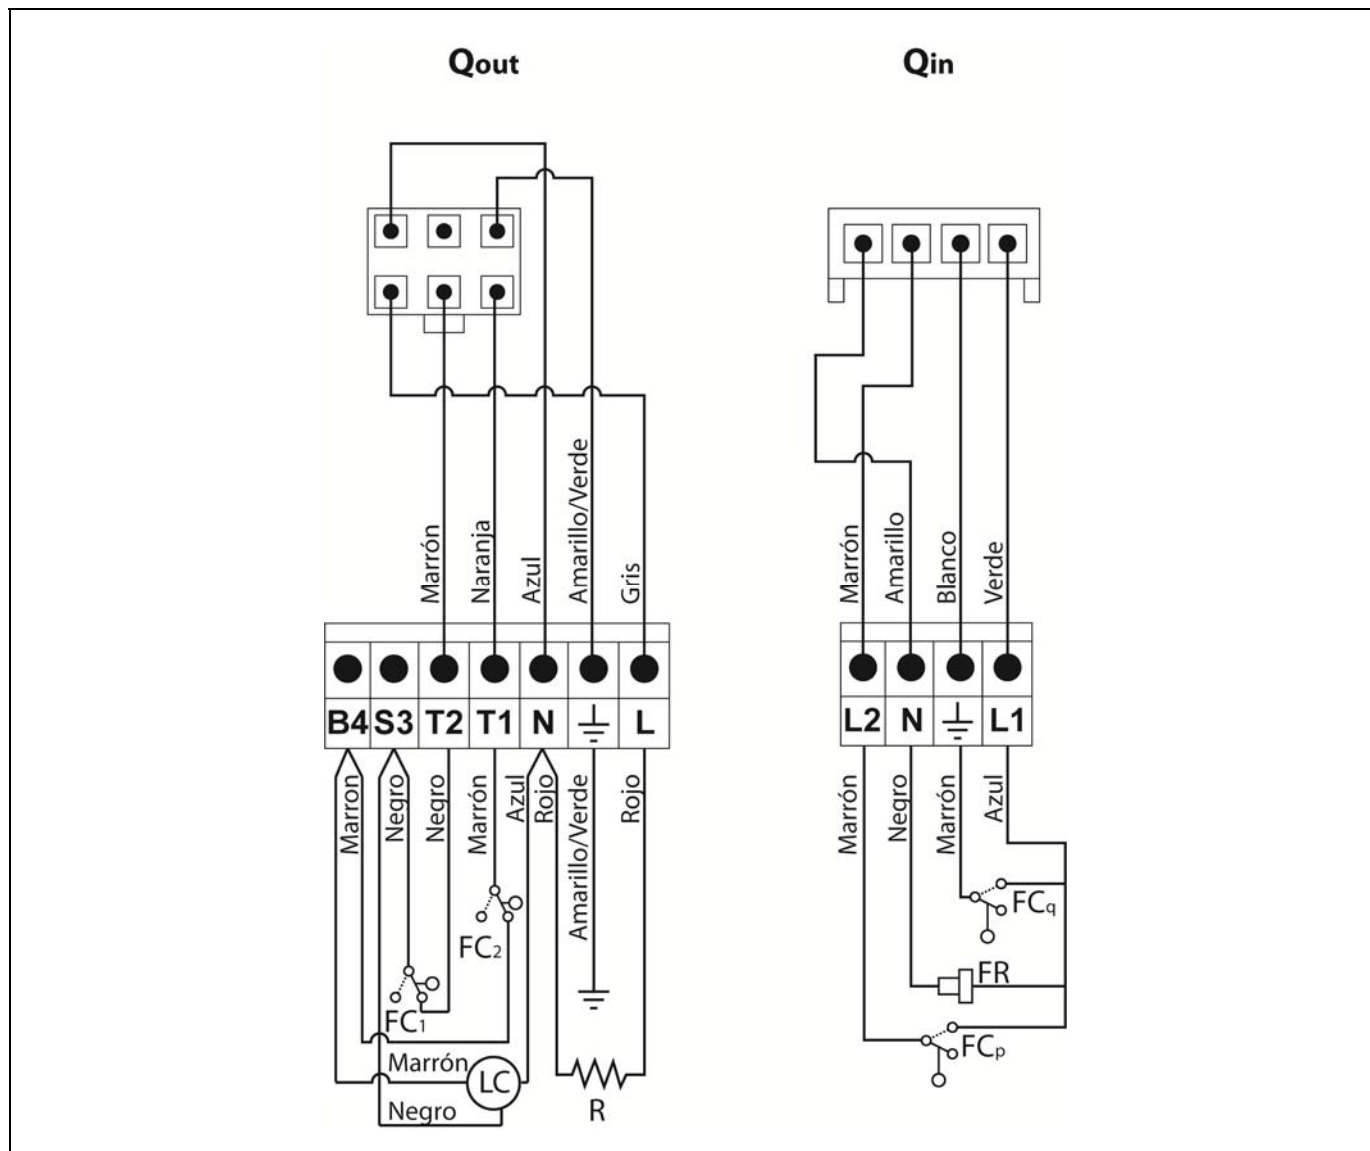 Qout
Qin
Marrón
Naranja
Azul
Amarillo/Verde
Gris
Marrón
Amarillo
Blanco
Verde
B4 S3 T2 T1 N L
L2 N L1
Marron
Negro
Negro
Marrón
Azul
Rojo
Amarillo/Verde
Rojo
Marrón
Negro
Marrón
Azul
FCq
FC2
FR
FC1
FCp
Marrón
LC
Negro
R